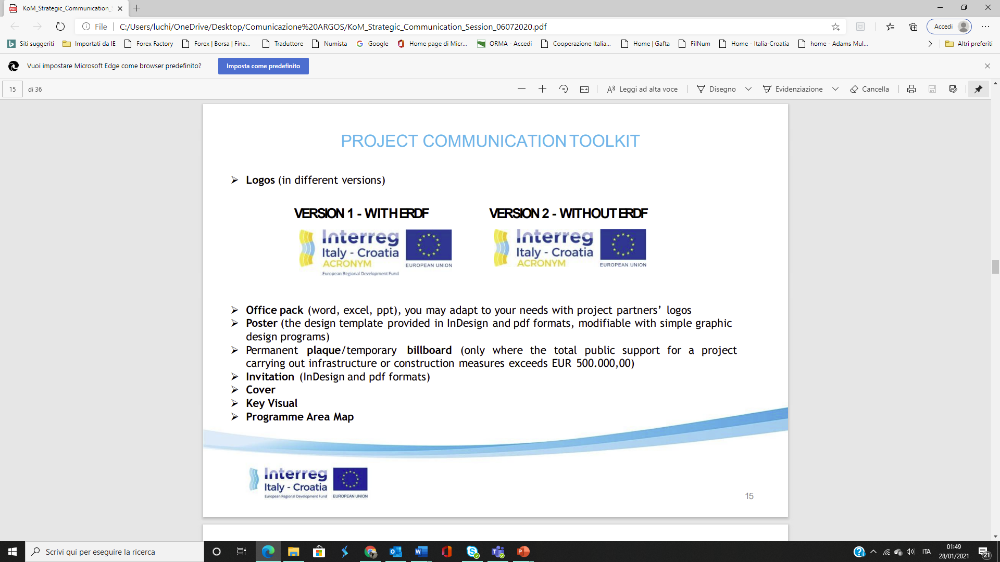 KoM_Strategic_Communication_
File
C:/Users/luchi/OneDrive/Desktop/Comunicazione%20ARGOS/KoM_Strategic_Communication_Session_06072020.pdf
Accedi
Siti suggeriti
Importati da IE
Forex Factory
Forex | Borsa | Fina...
Traduttore
Numista
Google
Home page di Micr...
ORMA - Accedi
Cooperazione Italia...
Home | Gafta
FilNum
Home - Italia-Croatia
home - Adams Mul...
Altri preferiti
Vuoi impostare Microsoft Edge come browser predefinito?
Imposta come predefinito
15 di 36
Leggi ad alta voce
Disegno
Evidenziazione
Cancella
PROJECT COMMUNICATION TOOLKIT
➢ Logos (in different versions)
VERSION 1 - WITH ERDF
Interreg
Italy - Croatia
ACRONYM
European Regional Development Fund
EUROPEAN UNION
VERSION 2 - WITHOUT ERDF
Interreg
Italy - Croatia
ACRONYM
EUROPEAN UNION
➢ Office pack (word, excel, ppt), you may adapt to your needs with project partners’ logos
➢ Poster (the design template provided in InDesign and pdf formats, modifiable with simple graphic
design programs)
➢ Permanent plaque/temporary billboard (only where the total public support for a project
carrying out infrastructure or construction measures exceeds EUR 500.000,00)
➢ Invitation (InDesign and pdf formats)
➢ Cover
➢ Key Visual
➢ Programme Area Map
Interreg
Italy - Croatia
European Regional Development Fund
EUROPEAN UNION
15
Scrivi qui per eseguire la ricerca
ITA
01:49
28/01/2021
21